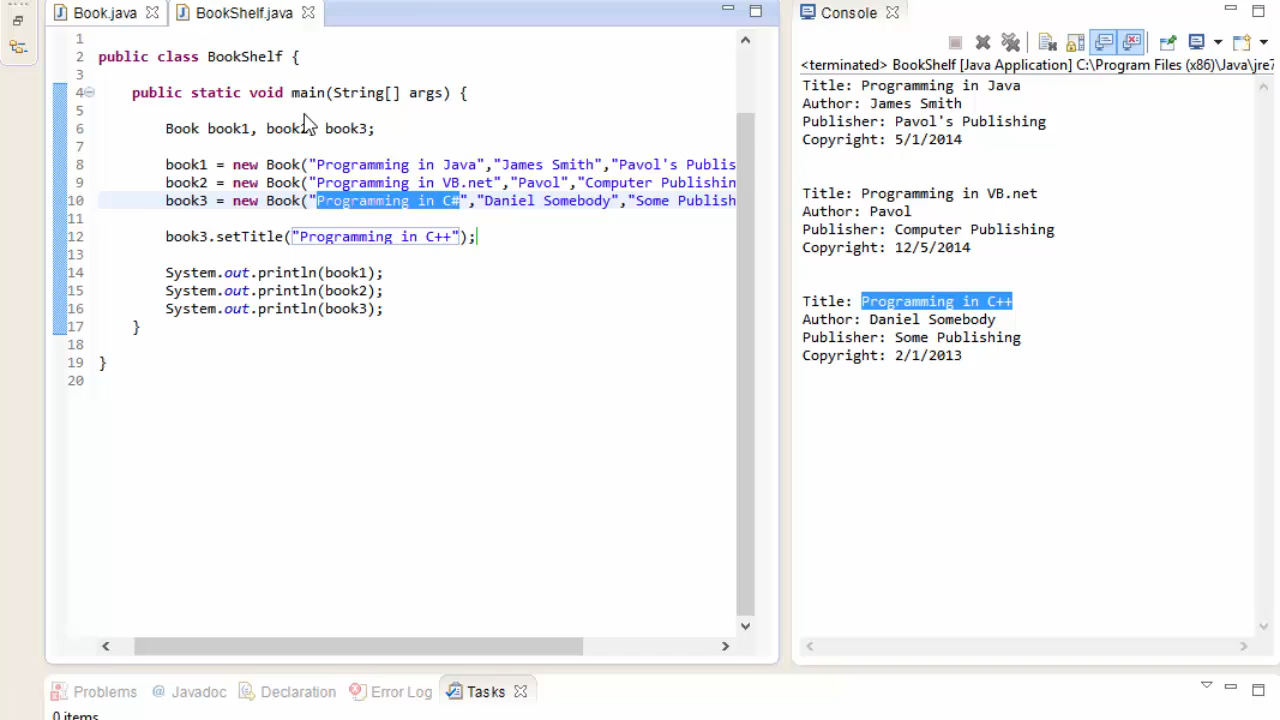 Book.java
BookShelf.java
1
2 public class BookShelf {
3
4 public static void main(String[] args) {
5
6 Book book1, book2, book3;
7
8 book1 = new Book("Programming in Java","James Smith","Pavol's Publis
9 book2 = new Book("Programming in VB.net","Pavol","Computer Publishin
10 book3 = new Book("Programming in C#","Daniel Somebody","Some Publish
11
12 book3.setTitle("Programming in C++");
13
14 System.out.println(book1);
15 System.out.println(book2);
16 System.out.println(book3);
17 }
18
19 }
20
Console
<terminated> BookShelf [Java Application] C:\Program Files (x86)\Java\jre7
Title: Programming in Java
Author: James Smith
Publisher: Pavol's Publishing
Copyright: 5/1/2014
Title: Programming in VB.net
Author: Pavol
Publisher: Computer Publishing
Copyright: 12/5/2014
Title: Programming in C++
Author: Daniel Somebody
Publisher: Some Publishing
Copyright: 2/1/2013
Problems @ Javadoc Declaration Error Log Tasks
0 items